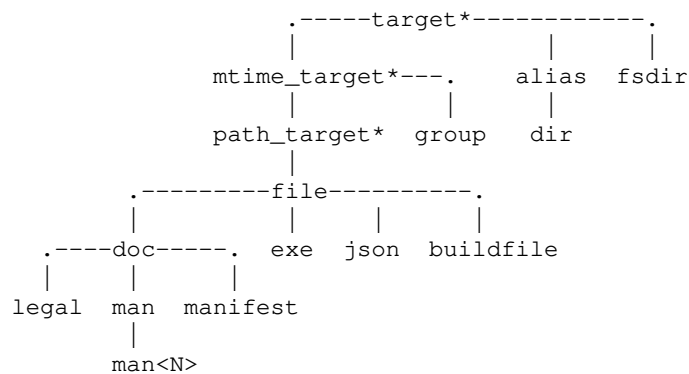 .-----target*------------.
|                |      |
mtime_target*---.    alias  fsdir
|          |      |
path_target*  group   dir
|
.---------file----------.
|          |     |      |
.----doc-----.  exe  json  buildfile
|     |      |
legal  man  manifest
|
man<N>